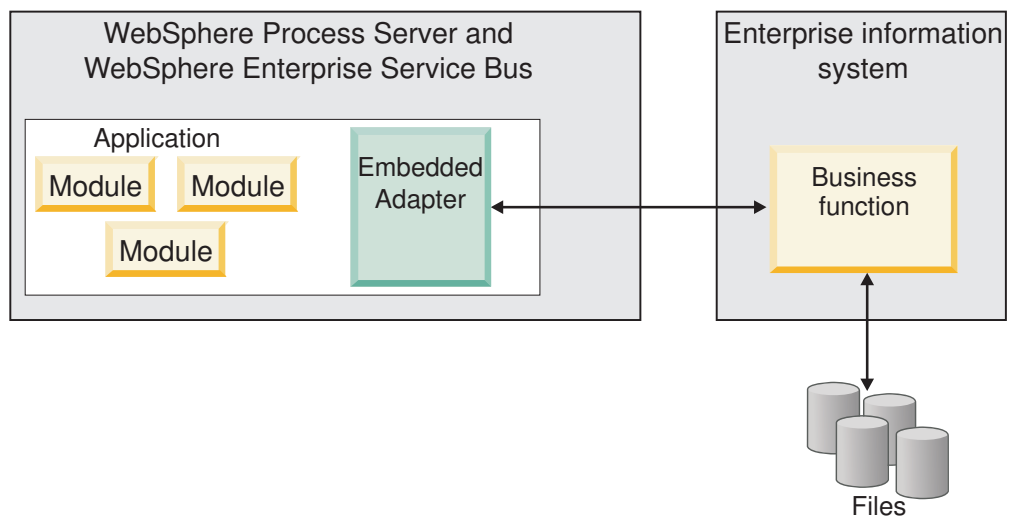 WebSphere Process Server and
WebSphere Enterprise Service Bus
Application
Module
Module
Module
Embedded
Adapter
Enterprise information
system
Business
function
Files